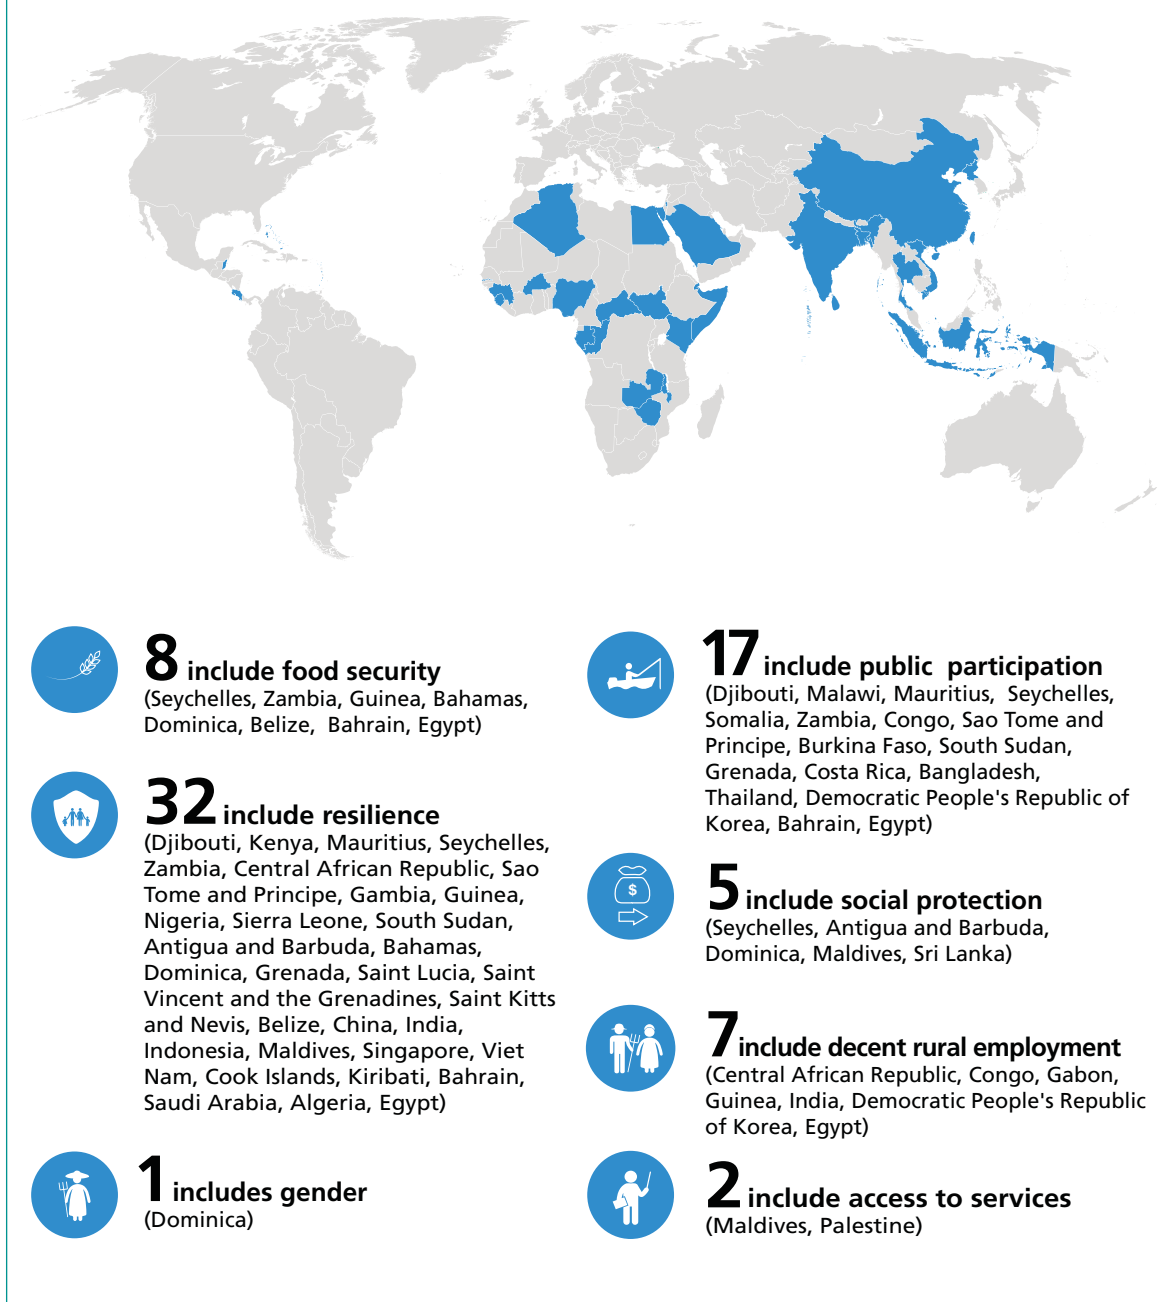 8 include food security
(Seychelles, Zambia, Guinea, Bahamas,
Dominica, Belize, Bahrain, Egypt)
32 include resilience
(Djibouti, Kenya, Mauritius, Seychelles,
Zambia, Central African Republic, Sao
Tome and Principe, Gambia, Guinea,
Nigeria, Sierra Leone, South Sudan,
Antigua and Barbuda, Bahamas,
Dominica, Grenada, Saint Lucia, Saint
Vincent and the Grenadines, Saint Kitts
and Nevis, Belize, China, India,
Indonesia, Maldives, Singapore, Viet
Nam, Cook Islands, Kiribati, Bahrain,
Saudi Arabia, Algeria, Egypt)
1 includes gender
(Dominica)
17 include public participation
(Djibouti, Malawi, Mauritius, Seychelles,
Somalia, Zambia, Congo, Sao Tome and
Principe, Burkina Faso, South Sudan,
Grenada, Costa Rica, Bangladesh,
Thailand, Democratic People's Republic of
Korea, Bahrain, Egypt)
$
5 include social protection
(Seychelles, Antigua and Barbuda,
Dominica, Maldives, Sri Lanka)
7 include decent rural employment
(Central African Republic, Congo, Gabon,
Guinea, India, Democratic People's Republic
of Korea, Egypt)
2 include access to services
(Maldives, Palestine)